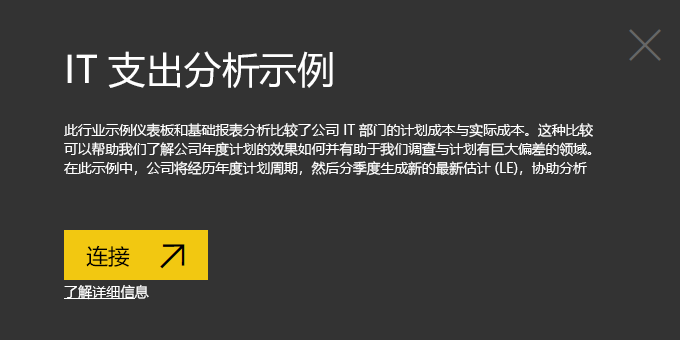 IT 支出分析示例
此行业示例仪表板和基础报表分析比较了公司 IT 部门的计划成本与实际成本。这种比较
可以帮助我们了解公司年度计划的效果如何并有助于我们调查与计划有巨大偏差的领域。
在此示例中，公司将经历年度计划周期，然后分季度生成新的最新估计 (LE)，协助分析
连接
了解详细信息